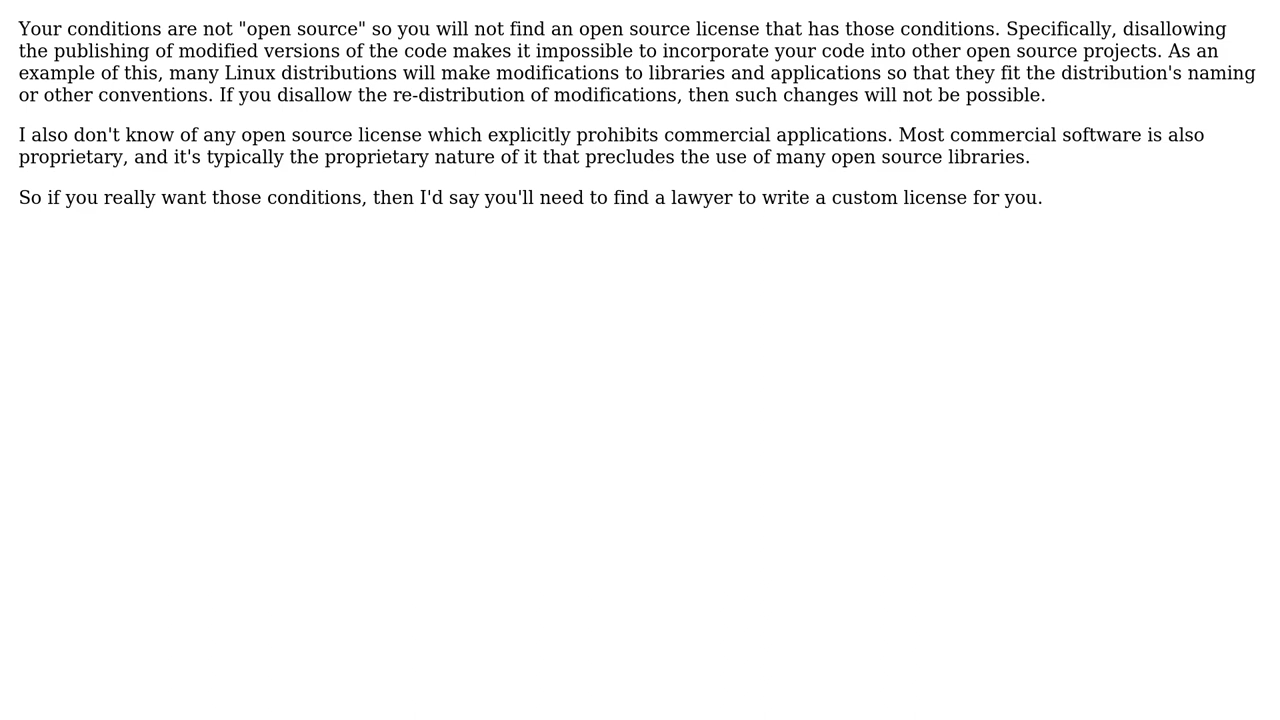 Your conditions are not "open source" so you will not find an open source license that has those conditions. Specifically, disallowing
the publishing of modified versions of the code makes it impossible to incorporate your code into other open source projects. As an
example of this, many Linux distributions will make modifications to libraries and applications so that they fit the distribution's naming
or other conventions. If you disallow the re-distribution of modifications, then such changes will not be possible.
I also don't know of any open source license which explicitly prohibits commercial applications. Most commercial software is also
proprietary, and it's typically the proprietary nature of it that precludes the use of many open source libraries.
So if you really want those conditions, then I'd say you'll need to find a lawyer to write a custom license for you.